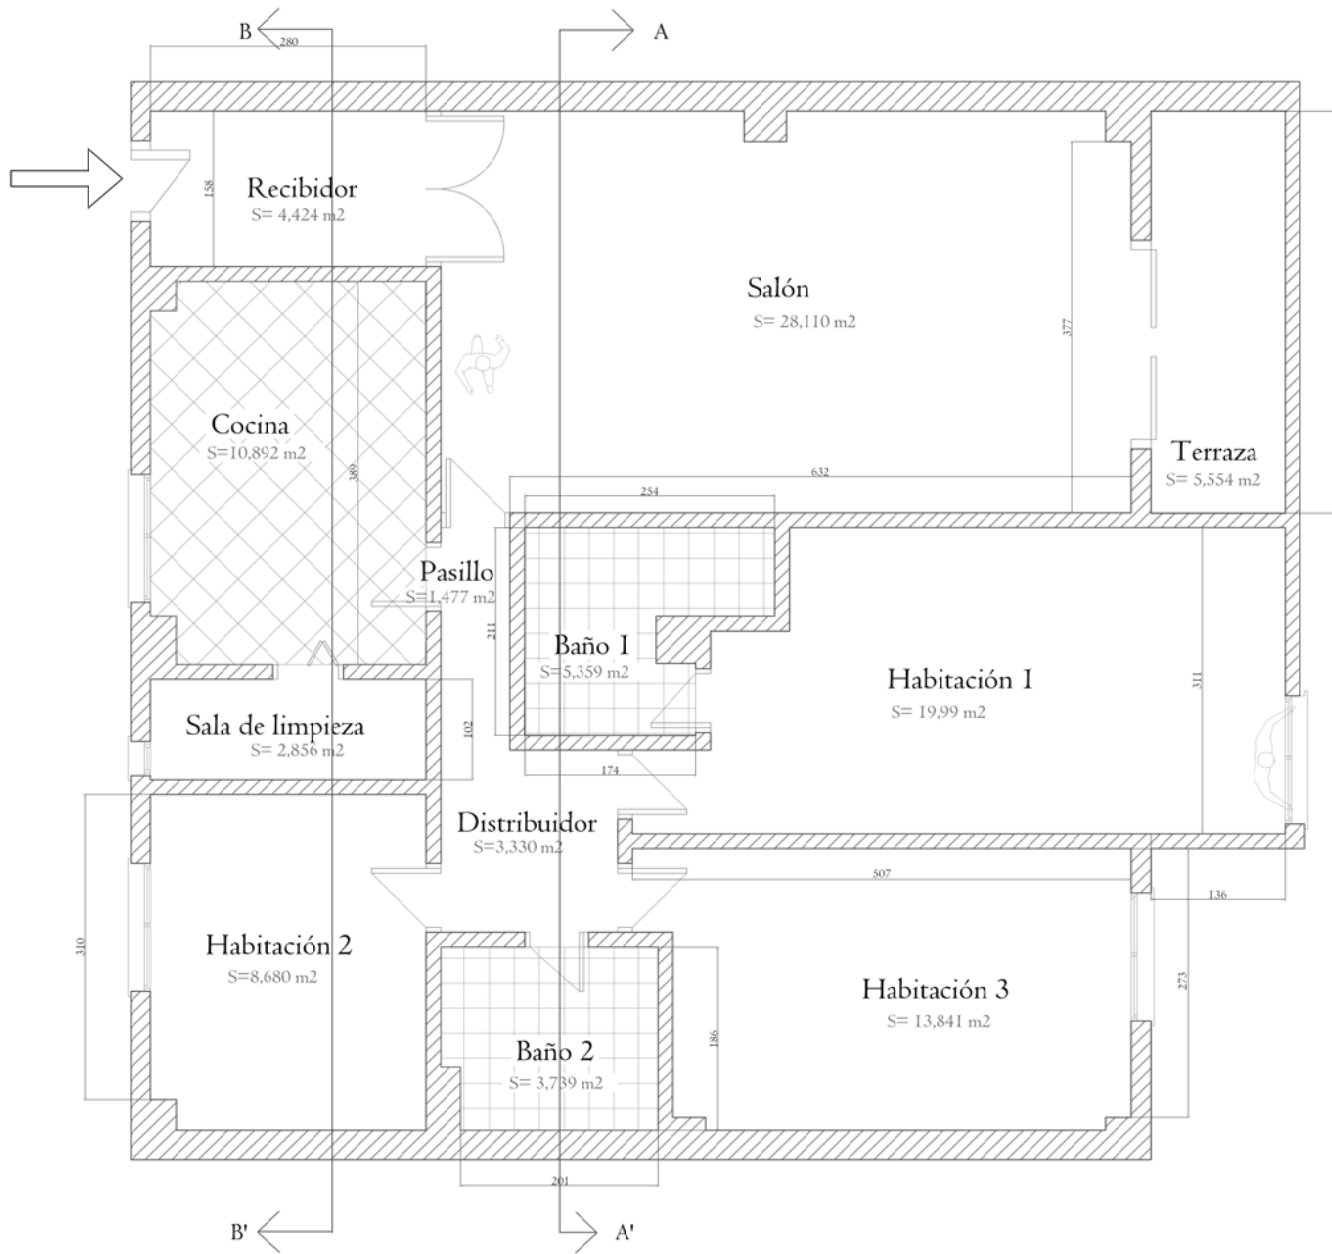 B
A
280
158
Recibidor
S= 4,424 m2
Salón
S= 28,110 m2
377
Cocina
S=10,892 m2
389
Terraza
S= 5,554 m2
632
254
Pasillo
S=1,477 m2
211
Baño 1
S=5,359 m2
Habitación 1
S= 19,99 m2
311
Sala de limpieza
S= 2,856 m2
102
174
Distribuidor
S=3,330 m2
507
136
310
Habitación 2
S=8,680 m2
273
Habitación 3
S= 13,841 m2
186
Baño 2
S= 3,739 m2
201
B'
A'